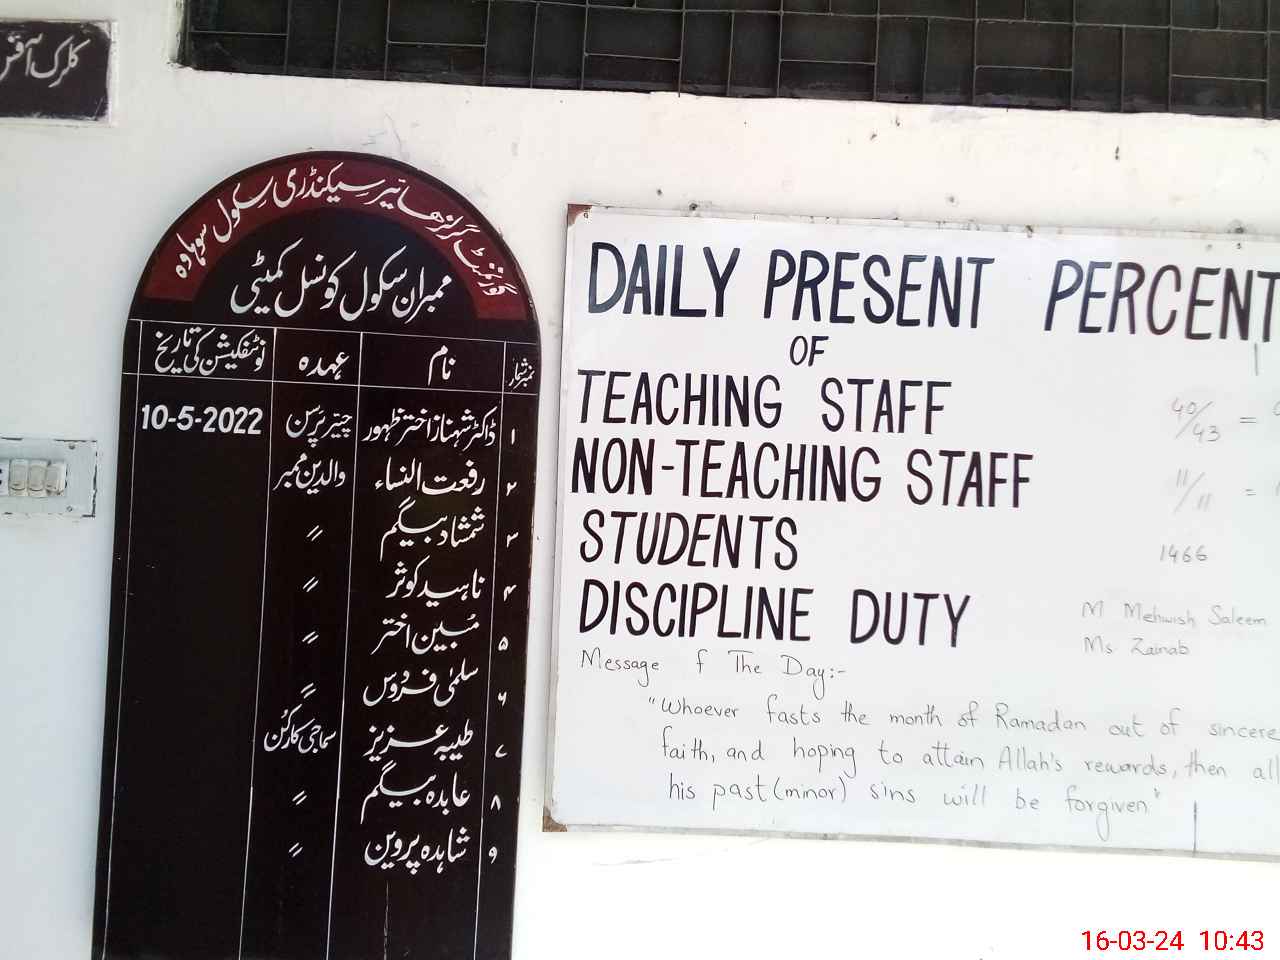 کلرک آفس
گورنمنٹ گرلز ھائیر سیکنڈری سکول سوہاوہ
ممبران سکول کونسل کمیٹی
نمبر شمار نام عہدہ نوٹیفکیشن کی تاریخ
۱ ڈاکٹر شہناز اختر ظہور چیئر پرسن 10-5-2022
۲ رفعت النساء والدین ممبر
۳ شمشاد بیگم 〃
۴ ناہید کوثر 〃
۵ مبین اختر 〃
۶ سلمٰی فردوس 〃
۷ طیبہ عزیز سماجی کارکن
۸ عابدہ بیگم 〃
۹ شاہدہ پروین 〃
DAILY PRESENT PERCENT
OF
TEACHING STAFF 40/43 =
NON-TEACHING STAFF 11/11 =
STUDENTS 1466
DISCIPLINE DUTY M Mehwish Saleem
Ms. Zainab
Message f The Day:-
"Whoever fasts the month of Ramadan out of sincere
faith, and hoping to attain Allah's rewards, then all
his past (minor) sins will be forgiven"
16-03-24 10:43